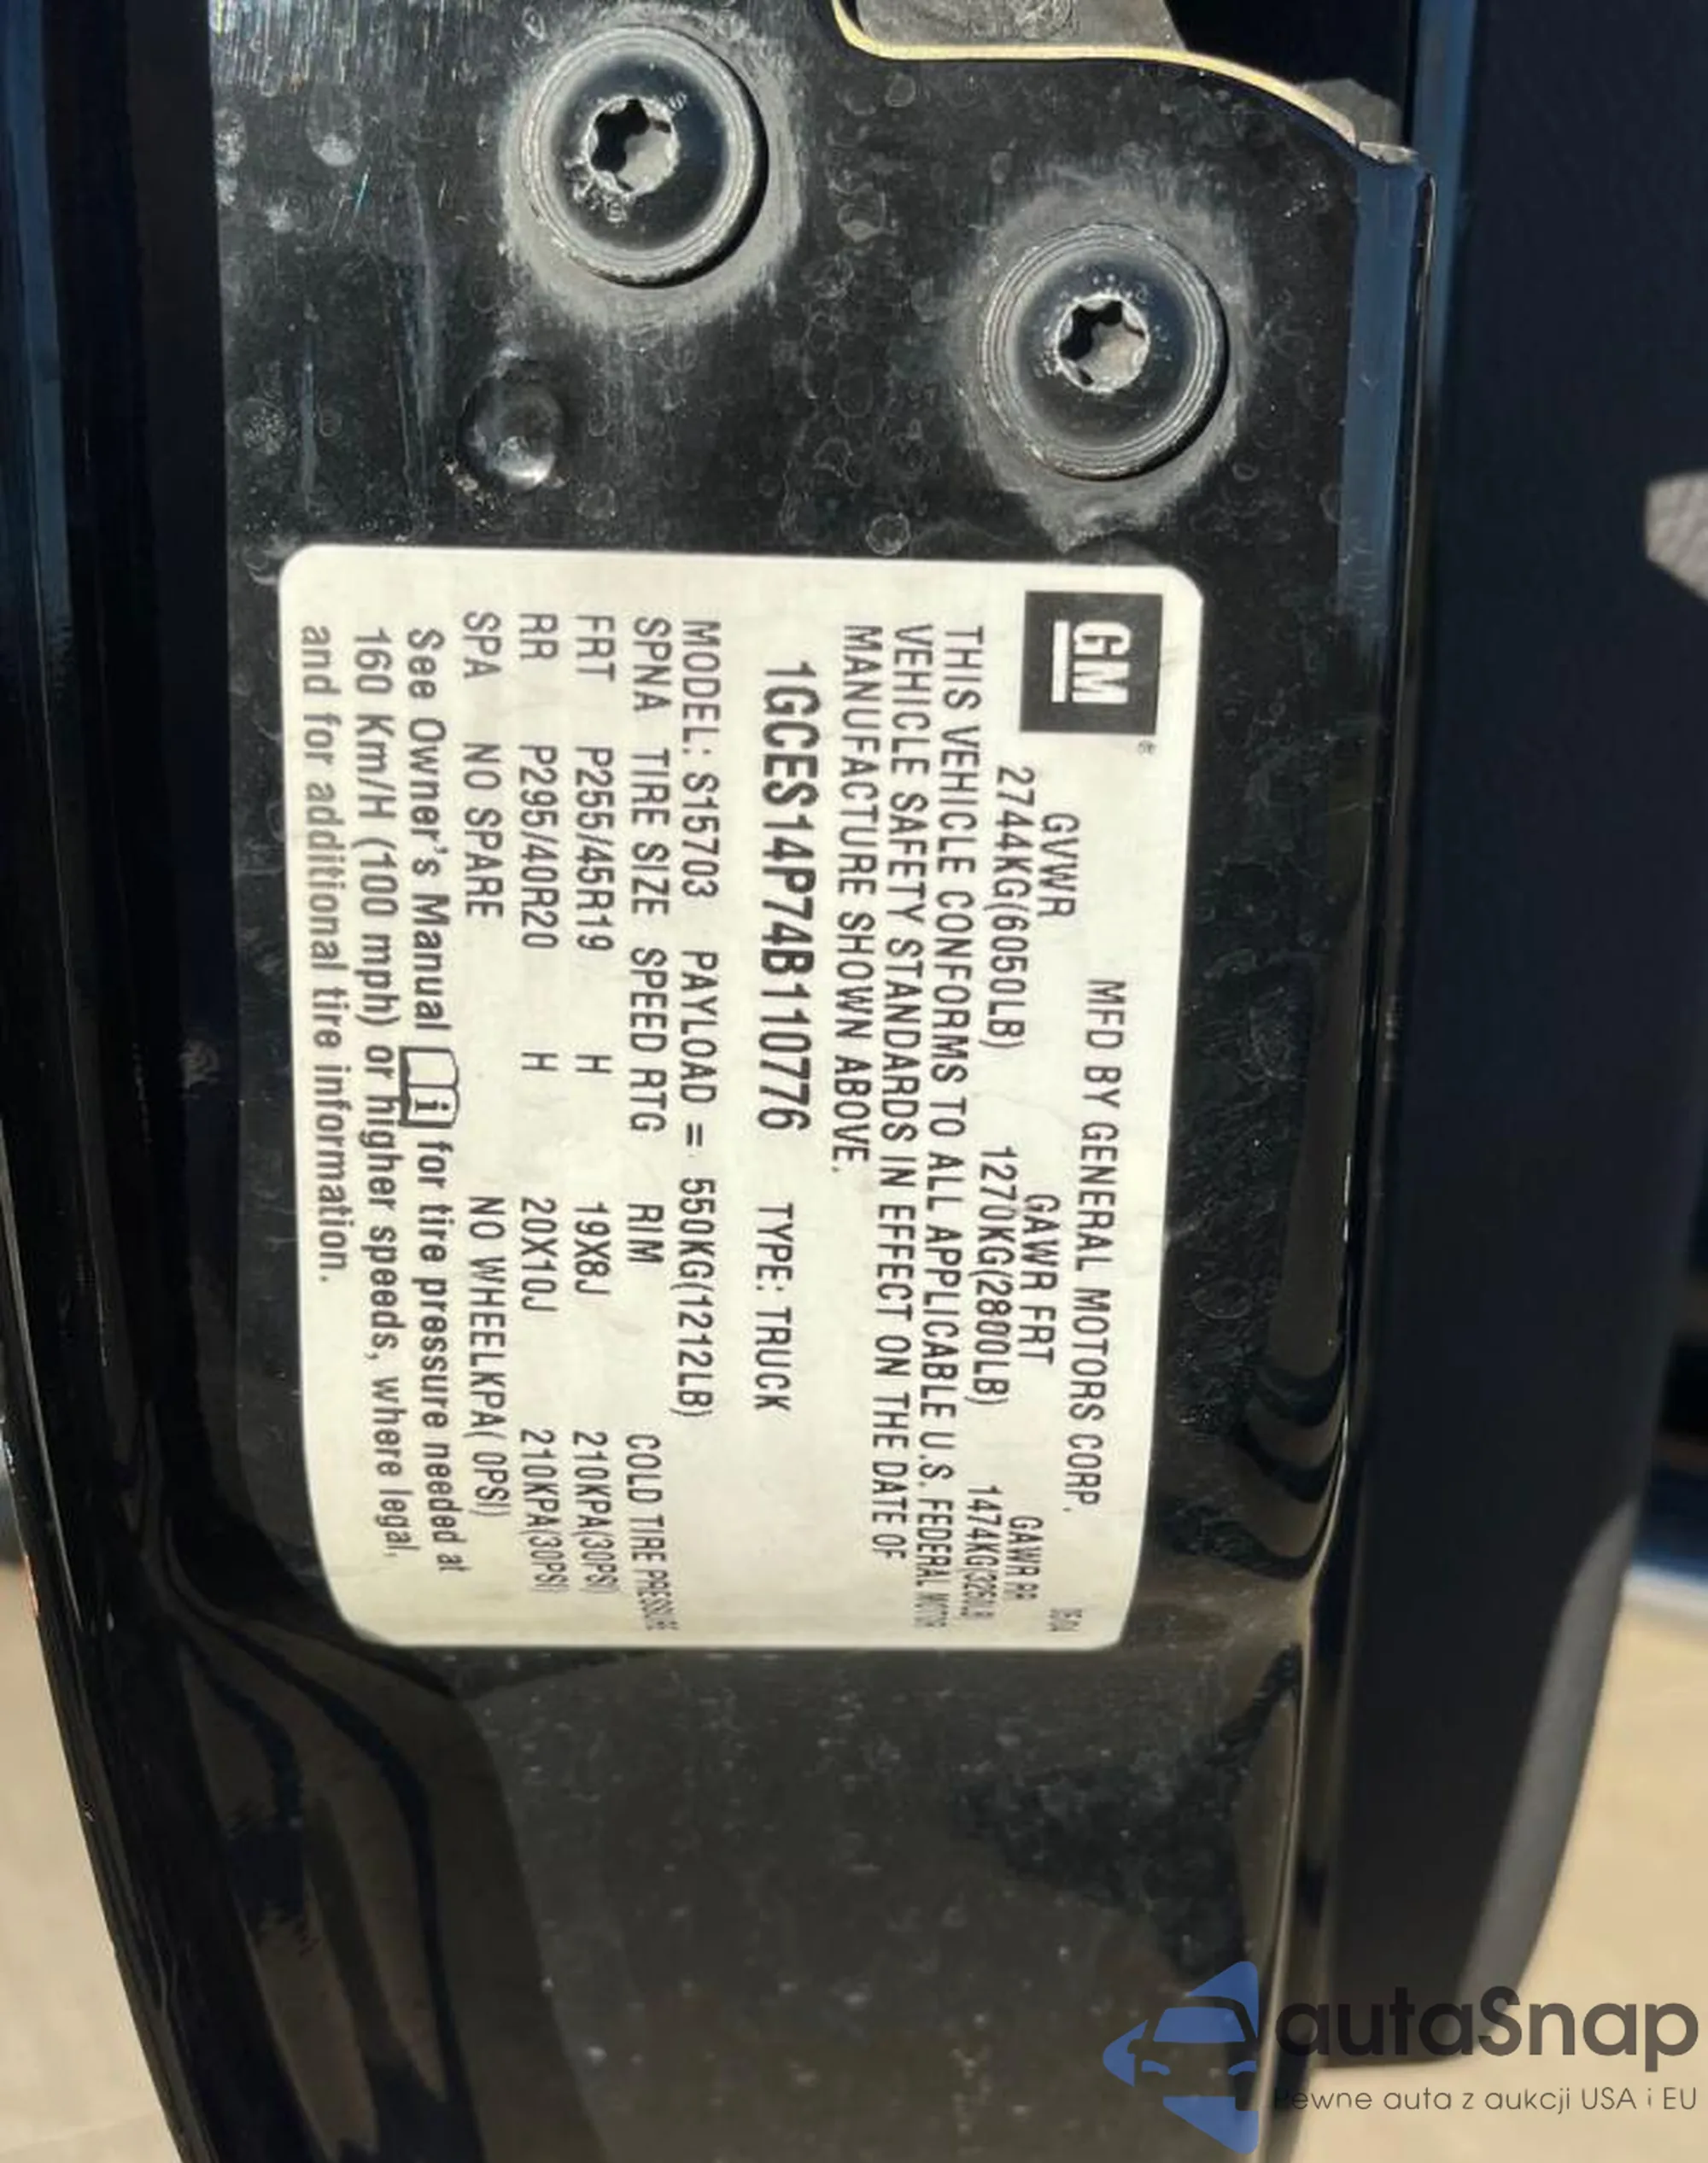 GM
MFD BY GENERAL MOTORS CORP.
GVWR GAWR FRT GAWR RR
2744KG(6050LB) 1270KG(2800LB) 1474KG(3250LB
THIS VEHICLE CONFORMS TO ALL APPLICABLE U.S. FEDERAL MOTOR
VEHICLE SAFETY STANDARDS IN EFFECT ON THE DATE OF
MANUFACTURE SHOWN ABOVE.
1GCES14P74B110776 TYPE: TRUCK
MODEL: S15703 PAYLOAD = 550KG(1212LB)
SPNA TIRE SIZE SPEED RTG RIM COLD TIRE PRESSURE
FRT P255/45R19 H 19X8J 210KPA(30PSI)
RR P295/40R20 H 20X10J 210KPA(30PSI)
SPA NO SPARE NO WHEELKPA( 0PSI)
See Owner's Manual i for tire pressure needed at
160 Km/H (100 mph) or higher speeds, where legal,
and for additional tire information.
autaSnap
Pewne auta z aukcji USA i EU